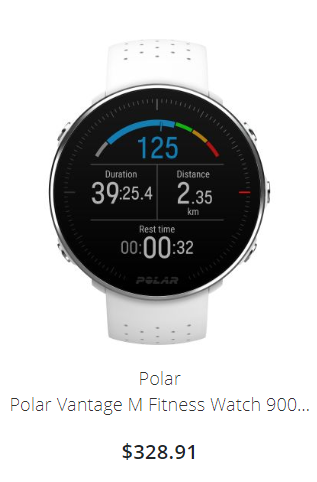 125
Duration
Distance
39:25.4
2.35
km
Rest time
00:00:32
POLAR
Polar
Polar Vantage M Fitness Watch 900...
$328.91